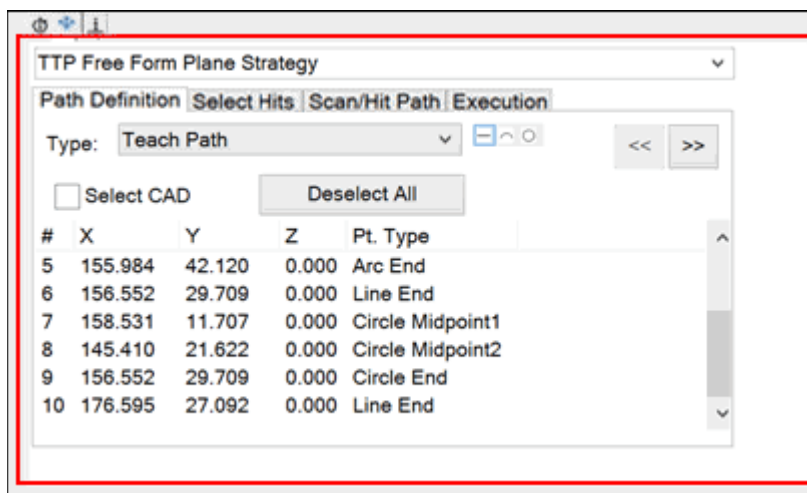 TTP Free Form Plane Strategy
Path Definition Select Hits Scan/Hit Path Execution
Type: Teach Path << >>
Select CAD Deselect All
# X Y Z Pt. Type
5 155.984 42.120 0.000 Arc End
6 156.552 29.709 0.000 Line End
7 158.531 11.707 0.000 Circle Midpoint1
8 145.410 21.622 0.000 Circle Midpoint2
9 156.552 29.709 0.000 Circle End
10 176.595 27.092 0.000 Line End